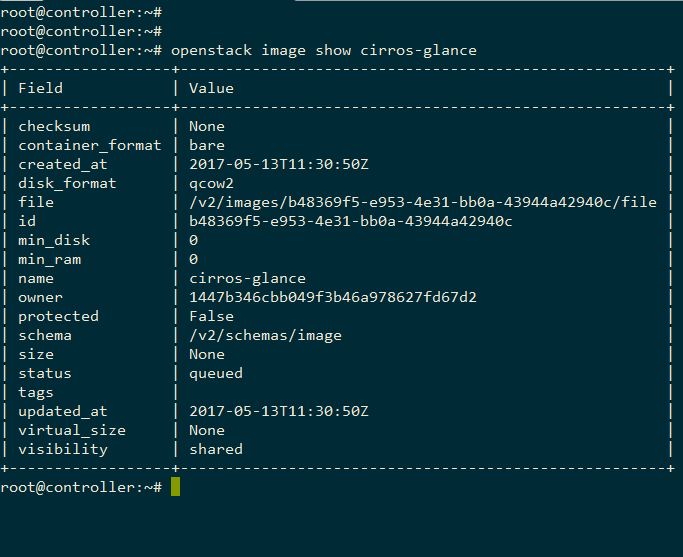 root@controller:~#
root@controller:~#
root@controller:~# openstack image show cirros-glance
+------------------+------------------------------------------------------+
| Field            | Value                                                |
+------------------+------------------------------------------------------+
| checksum         | None                                                 |
| container_format | bare                                                 |
| created_at       | 2017-05-13T11:30:50Z                                 |
| disk_format      | qcow2                                                |
| file             | /v2/images/b48369f5-e953-4e31-bb0a-43944a42940c/file |
| id               | b48369f5-e953-4e31-bb0a-43944a42940c                 |
| min_disk         | 0                                                    |
| min_ram          | 0                                                    |
| name             | cirros-glance                                        |
| owner            | 1447b346cbb049f3b46a978627fd67d2                     |
| protected        | False                                                |
| schema           | /v2/schemas/image                                    |
| size             | None                                                 |
| status           | queued                                               |
| tags             |                                                      |
| updated_at       | 2017-05-13T11:30:50Z                                 |
| virtual_size     | None                                                 |
| visibility       | shared                                               |
+------------------+------------------------------------------------------+
root@controller:~#